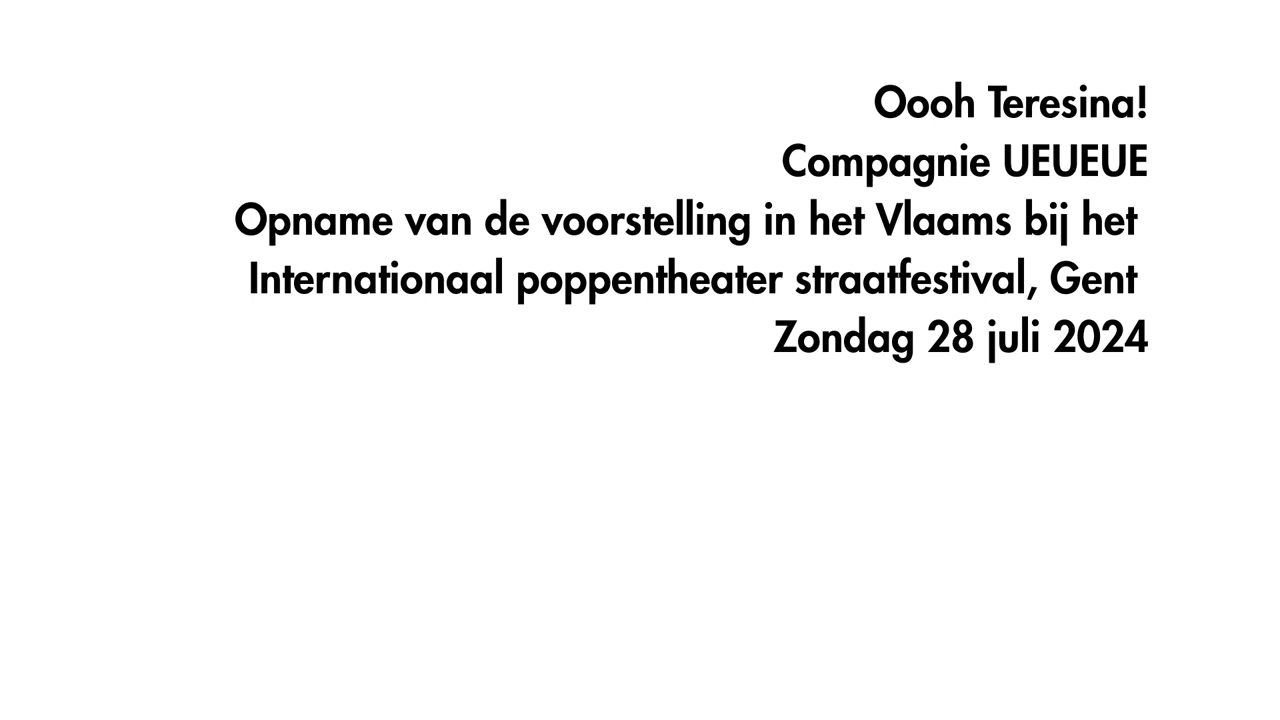 Oooh Teresina!
Compagnie UEUEUE
Opname van de voorstelling in het Vlaams bij het
Internationaal poppentheater straatfestival, Gent
Zondag 28 juli 2024